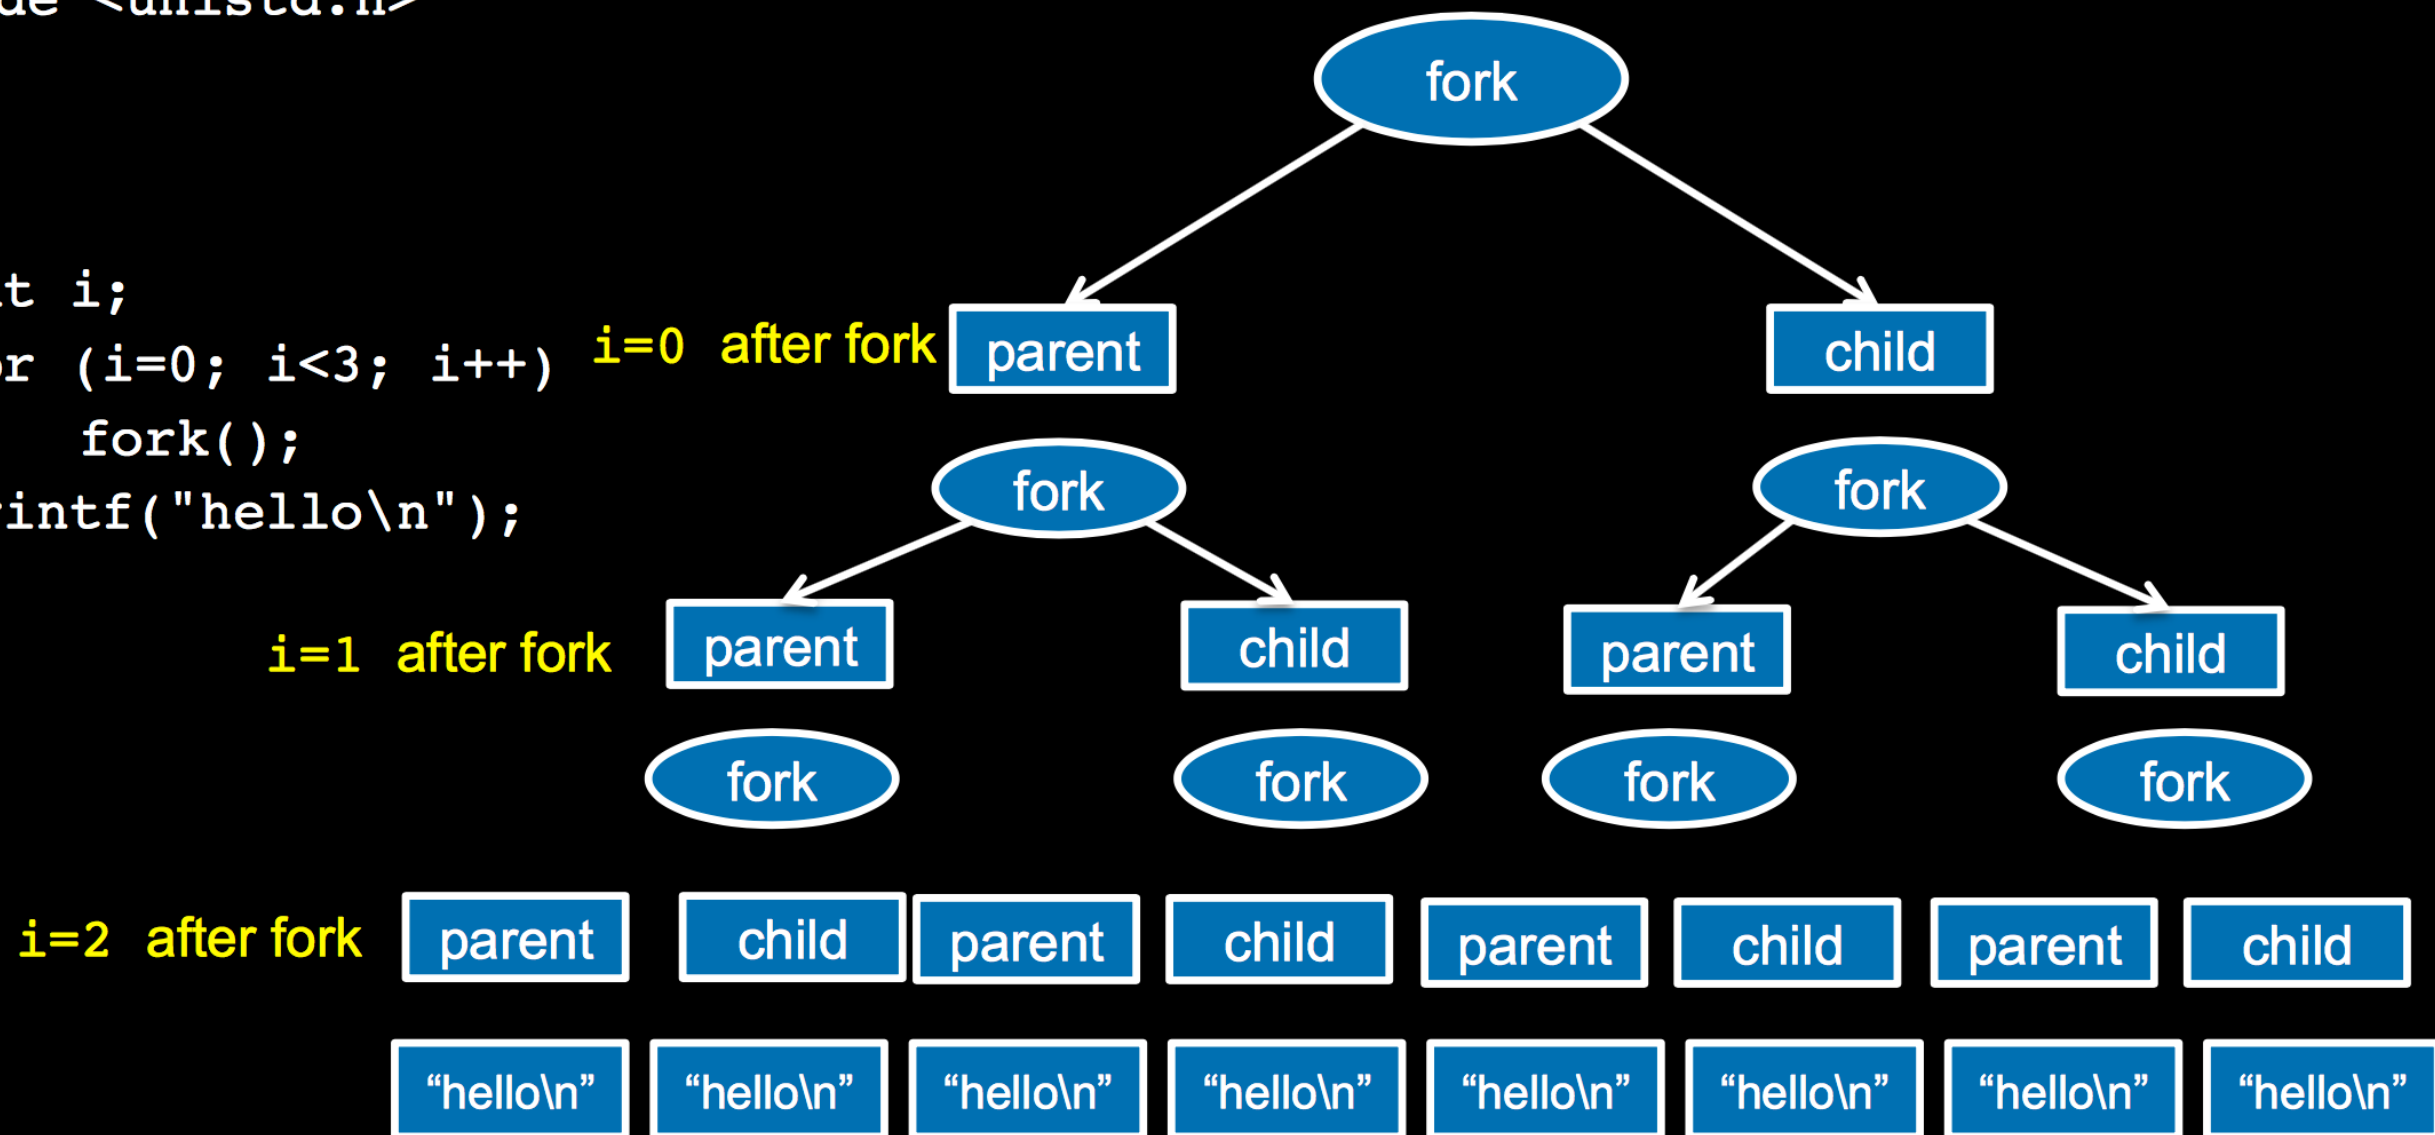 de <unistd.h>
fork
t i;
i=0 after fork
parent
child
r (i=0; i<3; i++)
fork();
fork
fork
intf("hello\n");
i=1 after fork
parent
child
parent
child
fork
fork
fork
fork
i=2 after fork
parent
child
parent
child
parent
child
parent
child
“hello\n”
“hello\n”
“hello\n”
“hello\n”
“hello\n”
“hello\n”
“hello\n”
“hello\n”